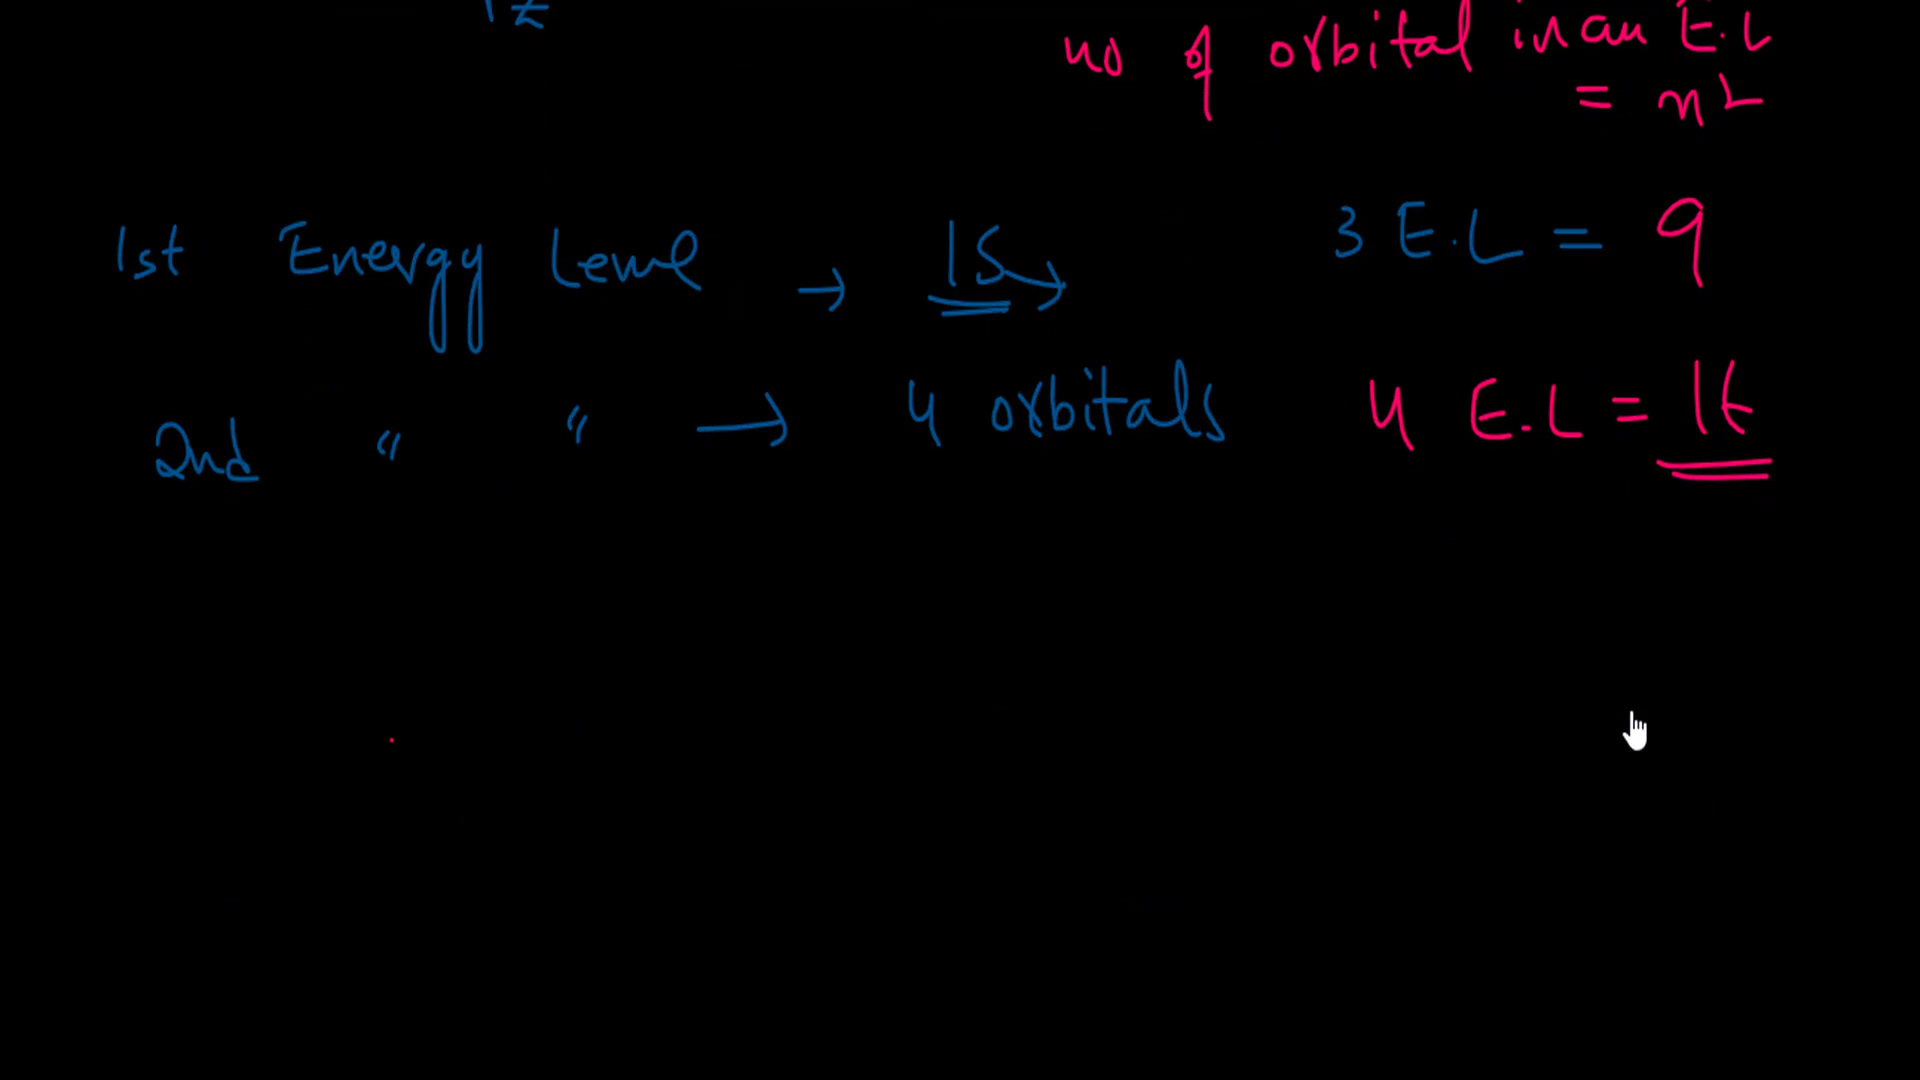 no of orbital in an E.L
= n²
1st Energy Level → 1S → 3 E.L = 9
2nd " " → 4 orbitals 4 E.L = 16